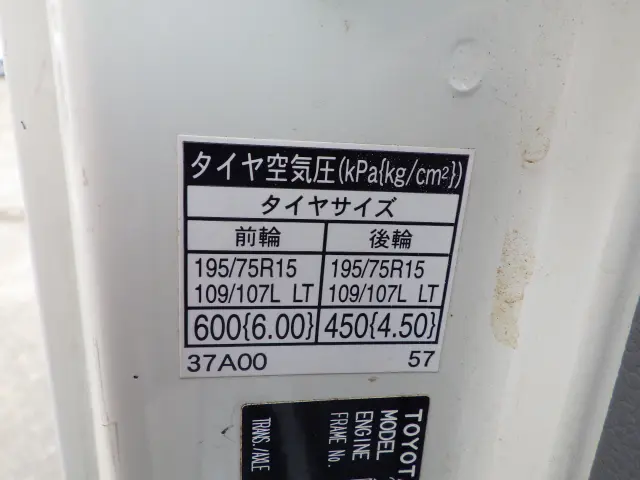 タイヤ空気圧(kPa{kg/cm²})
タイヤサイズ
前輪 後輪
195/75R15 195/75R15
109/107L LT 109/107L LT
600{6.00} 450{4.50}
37A00 57
TOYOT
MODEL
ENGINE
FRAME No.
TRANS./AXLE